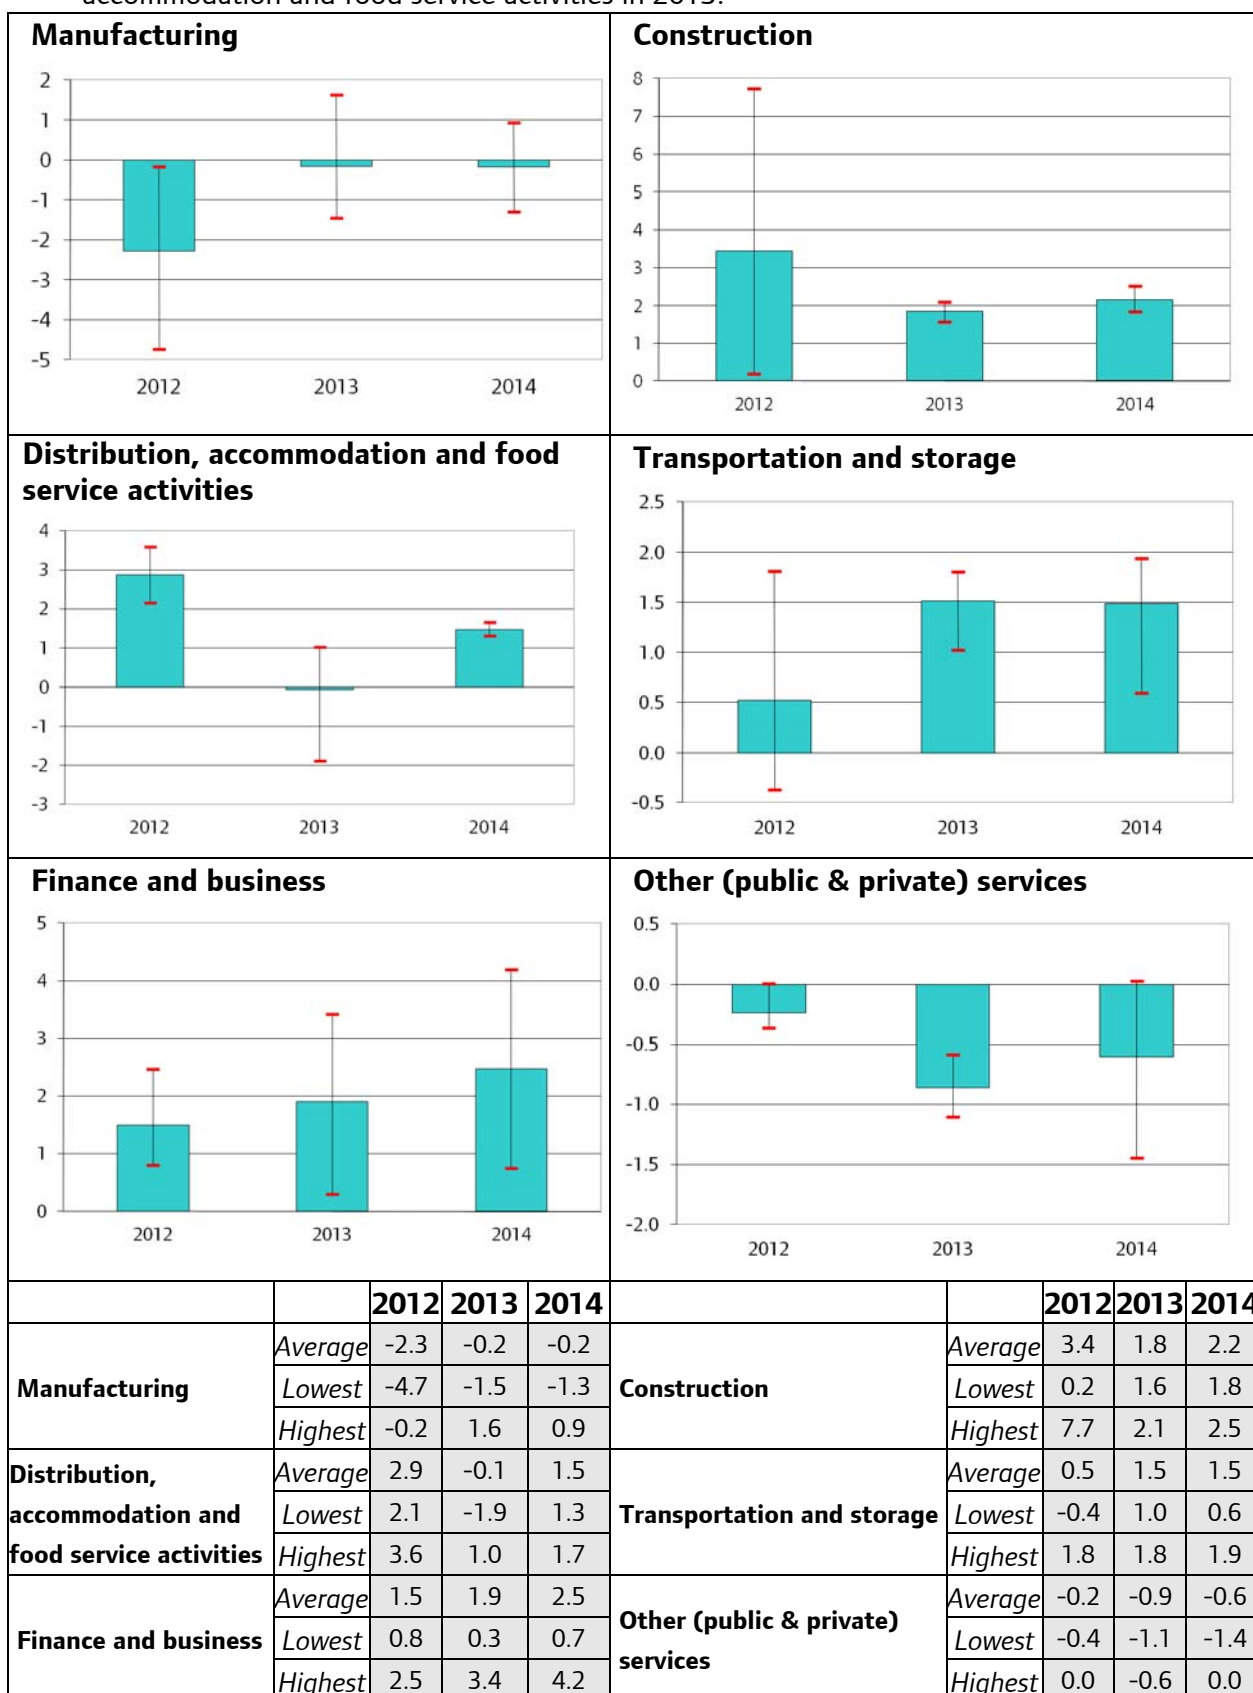 accommodation and food service activities in 2013.
Manufacturing
2
1
0
-1
-2
-3
-4
-5
2012 2013 2014
Construction
8
7
6
5
4
3
2
1
0
2012 2013 2014
Distribution, accommodation and food
service activities
4
3
2
1
0
-1
-2
-3
2012 2013 2014
Transportation and storage
2.5
2.0
1.5
1.0
0.5
0.0
-0.5
2012 2013 2014
Finance and business
5
4
3
2
1
0
2012 2013 2014
Other (public & private) services
0.5
0.0
-0.5
-1.0
-1.5
-2.0
2012 2013 2014
2012 2013 2014 2012 2013 2014
Manufacturing
Average -2.3 -0.2 -0.2
Lowest -4.7 -1.5 -1.3
Highest -0.2 1.6 0.9
Construction
Average 3.4 1.8 2.2
Lowest 0.2 1.6 1.8
Highest 7.7 2.1 2.5
Distribution,
accommodation and
food service activities
Average 2.9 -0.1 1.5
Lowest 2.1 -1.9 1.3
Highest 3.6 1.0 1.7
Transportation and storage
Average 0.5 1.5 1.5
Lowest -0.4 1.0 0.6
Highest 1.8 1.8 1.9
Finance and business
Average 1.5 1.9 2.5
Lowest 0.8 0.3 0.7
Highest 2.5 3.4 4.2
Other (public & private)
services
Average -0.2 -0.9 -0.6
Lowest -0.4 -1.1 -1.4
Highest 0.0 -0.6 0.0